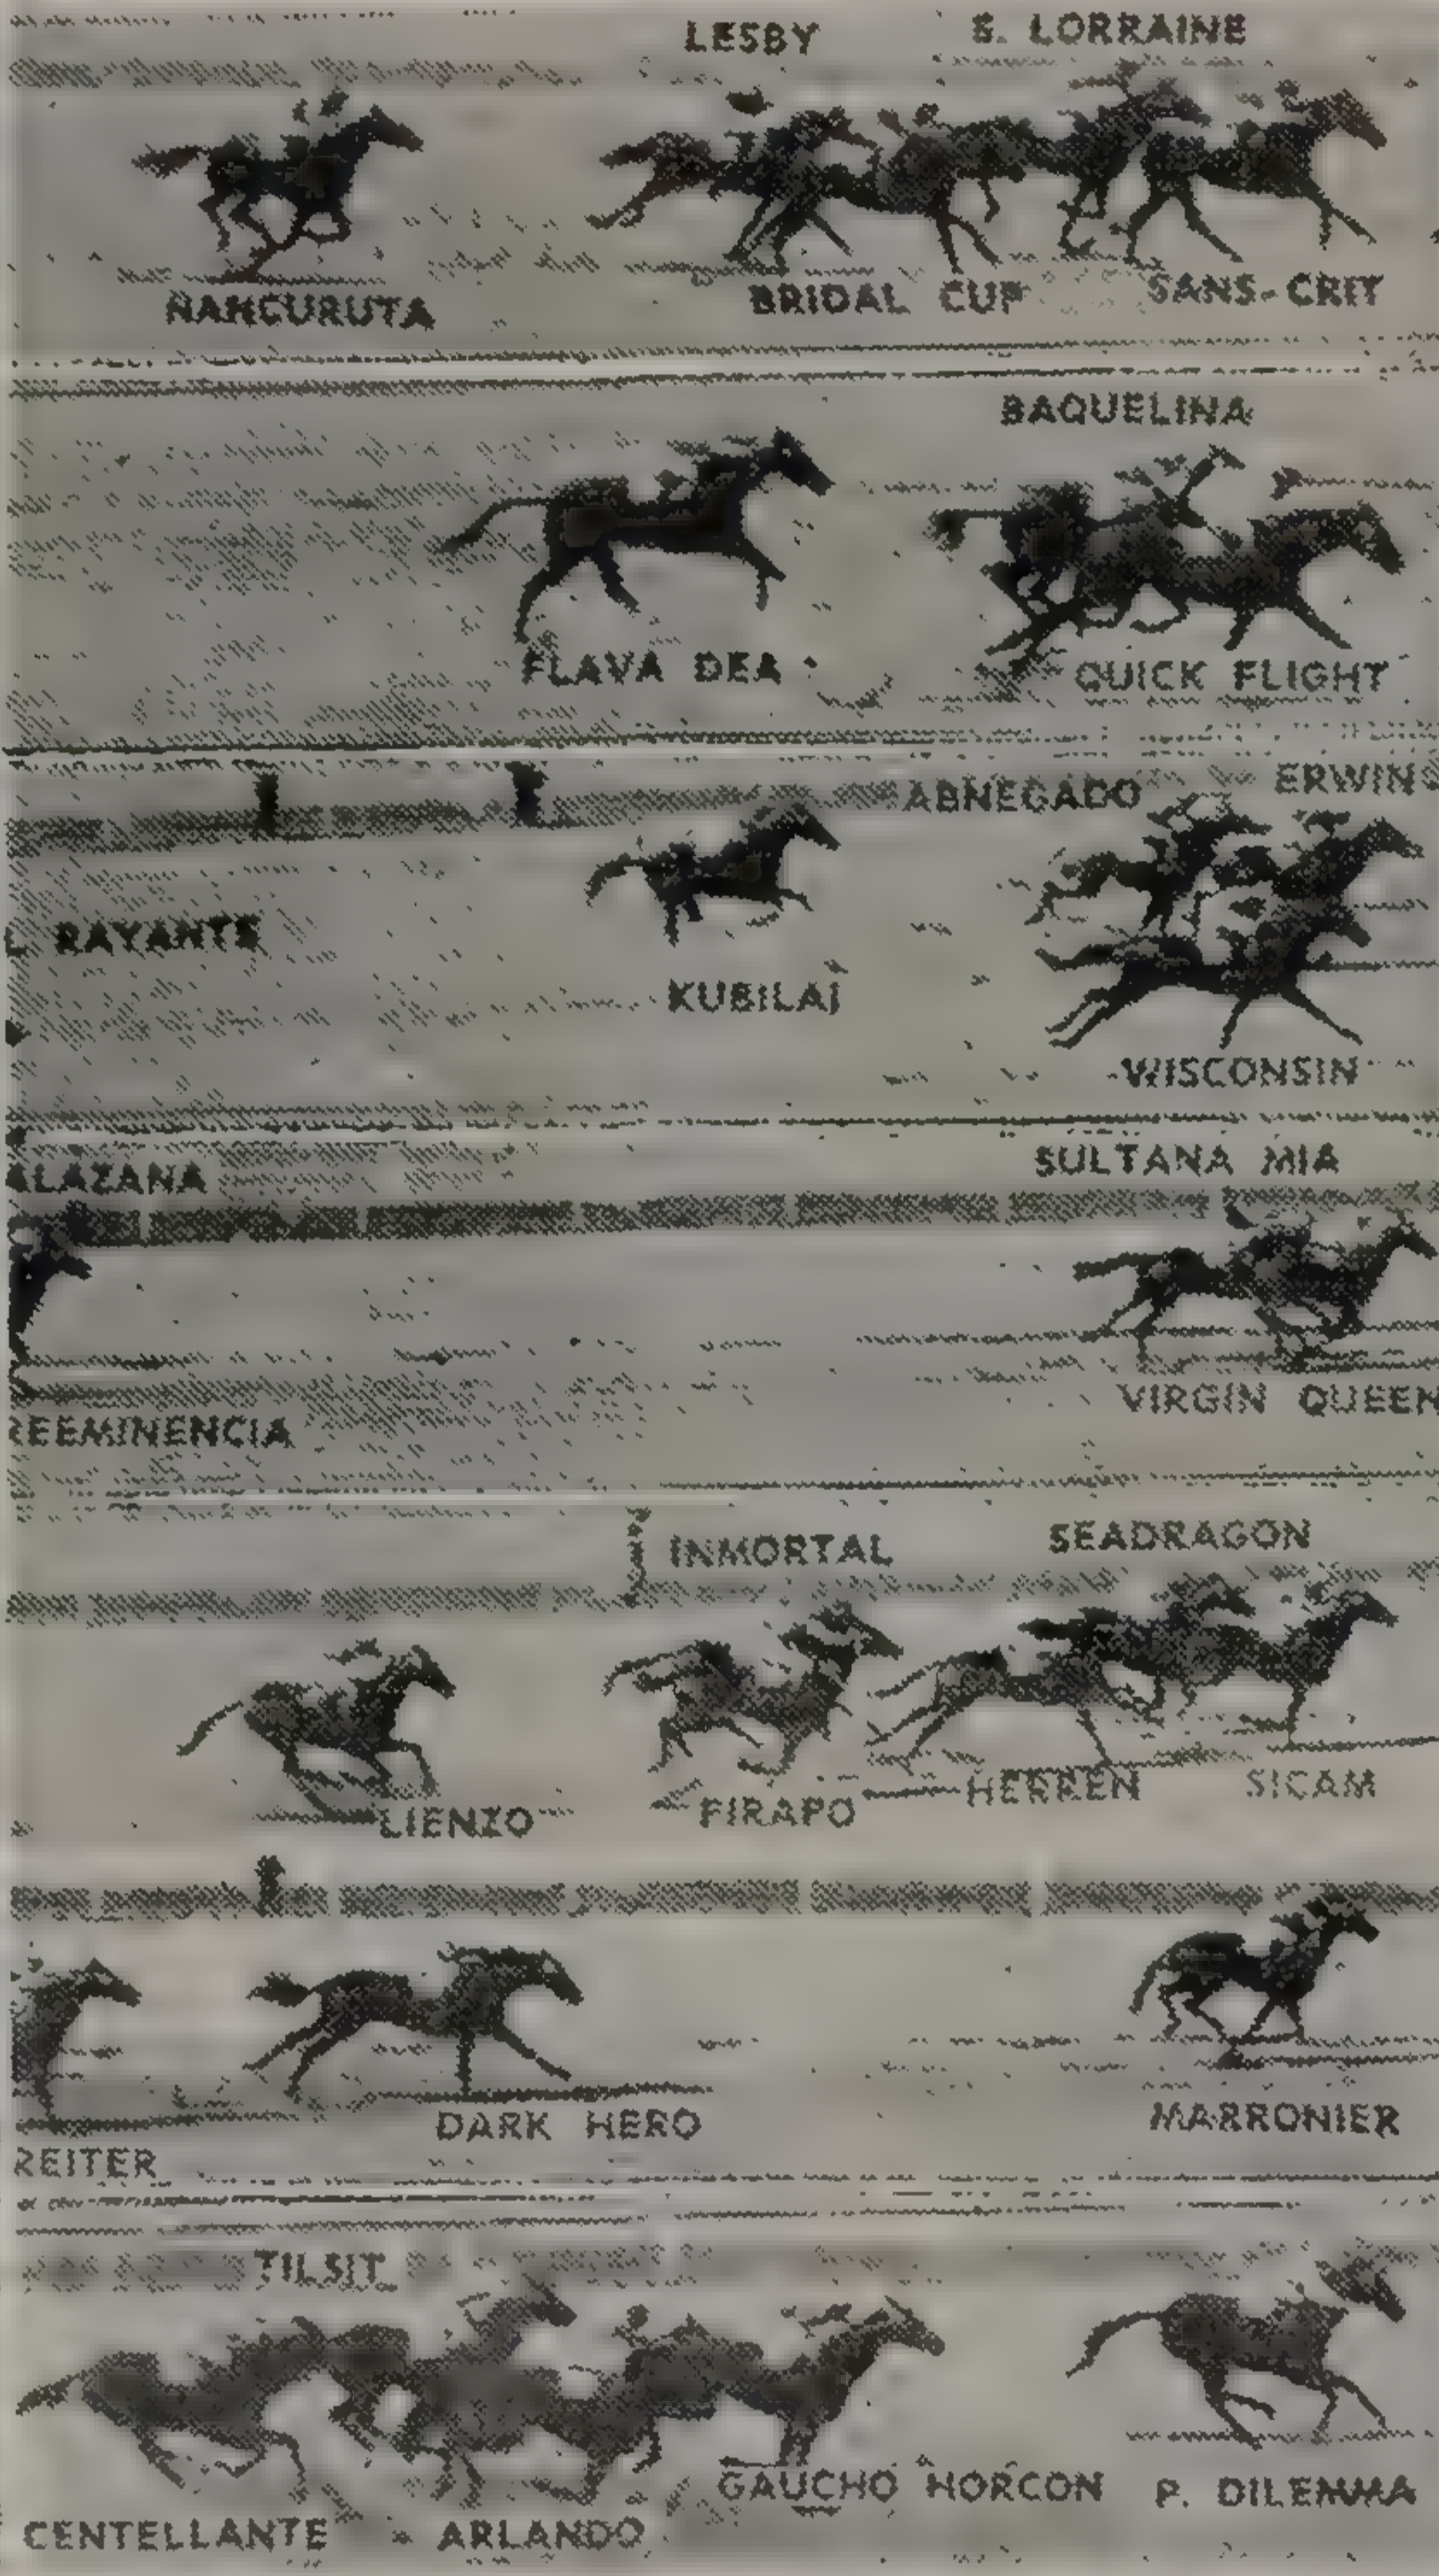 LESBY S. LORRAINE
ÑANCURUTA BRIDAL CUP SANS-CRIT
BAQUELINA
FLAVA DEA QUICK FLIGHT
ABNEGADO ERWIN
RAYANTE
KUBILAI
WISCONSIN
ALAZANA SULTANA MIA
REEMINENCIA VIRGIN QUEEN
INMORTAL SEADRAGON
LIENZO FIRAPO HERREN SICAM
DARK HERO MARRONIER
REITER
TILSIT
GAUCHO HORCON P. DILEMMA
CENTELLANTE ARLANDO